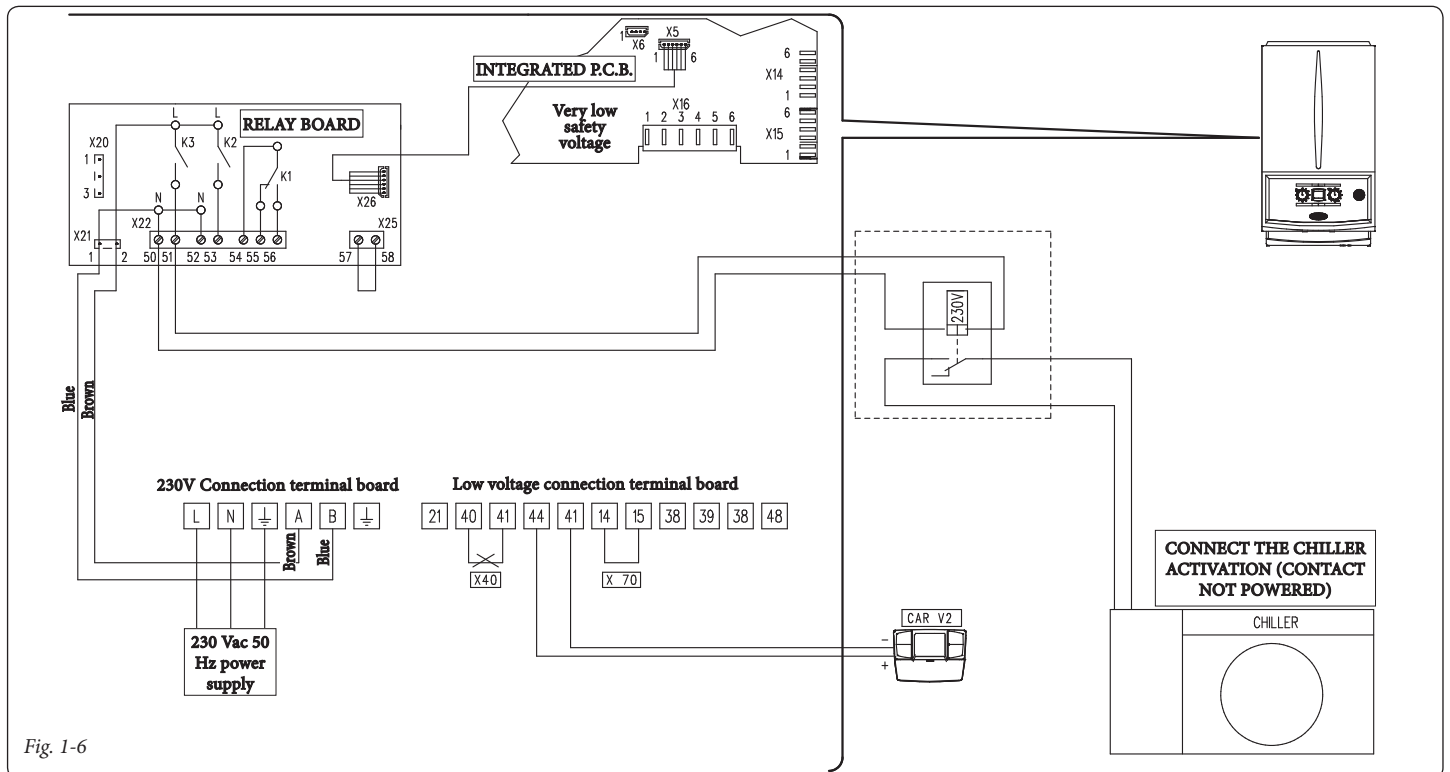 X5
1
X6
1 6
INTEGRATED P.C.B.
6
X14
1
Very low
safety
voltage
X16
1 2 3 4 5 6
6
X15
1
L L
RELAY BOARD
X20
1
3
K3 K2
K1
N N
X26
X21
X22
X25
1 2 50 51 52 53 54 55 56 57 58
230V
Blue
Brown
230V Connection terminal board
L N A B
Brown
Blue
230 Vac 50
Hz power
supply
Low voltage connection terminal board
21 40 41 44 41 14 15 38 39 38 48
X40
X 70
CAR V2
-
+
CONNECT THE CHILLER
ACTIVATION (CONTACT
NOT POWERED)
CHILLER
Fig. 1-6